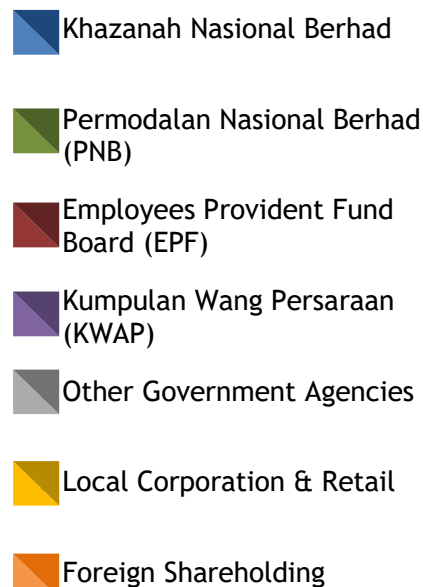 Khazanah Nasional Berhad
Permodalan Nasional Berhad
(PNB)
Employees Provident Fund
Board (EPF)
Kumpulan Wang Persaraan
(KWAP)
Other Government Agencies
Local Corporation & Retail
Foreign Shareholding